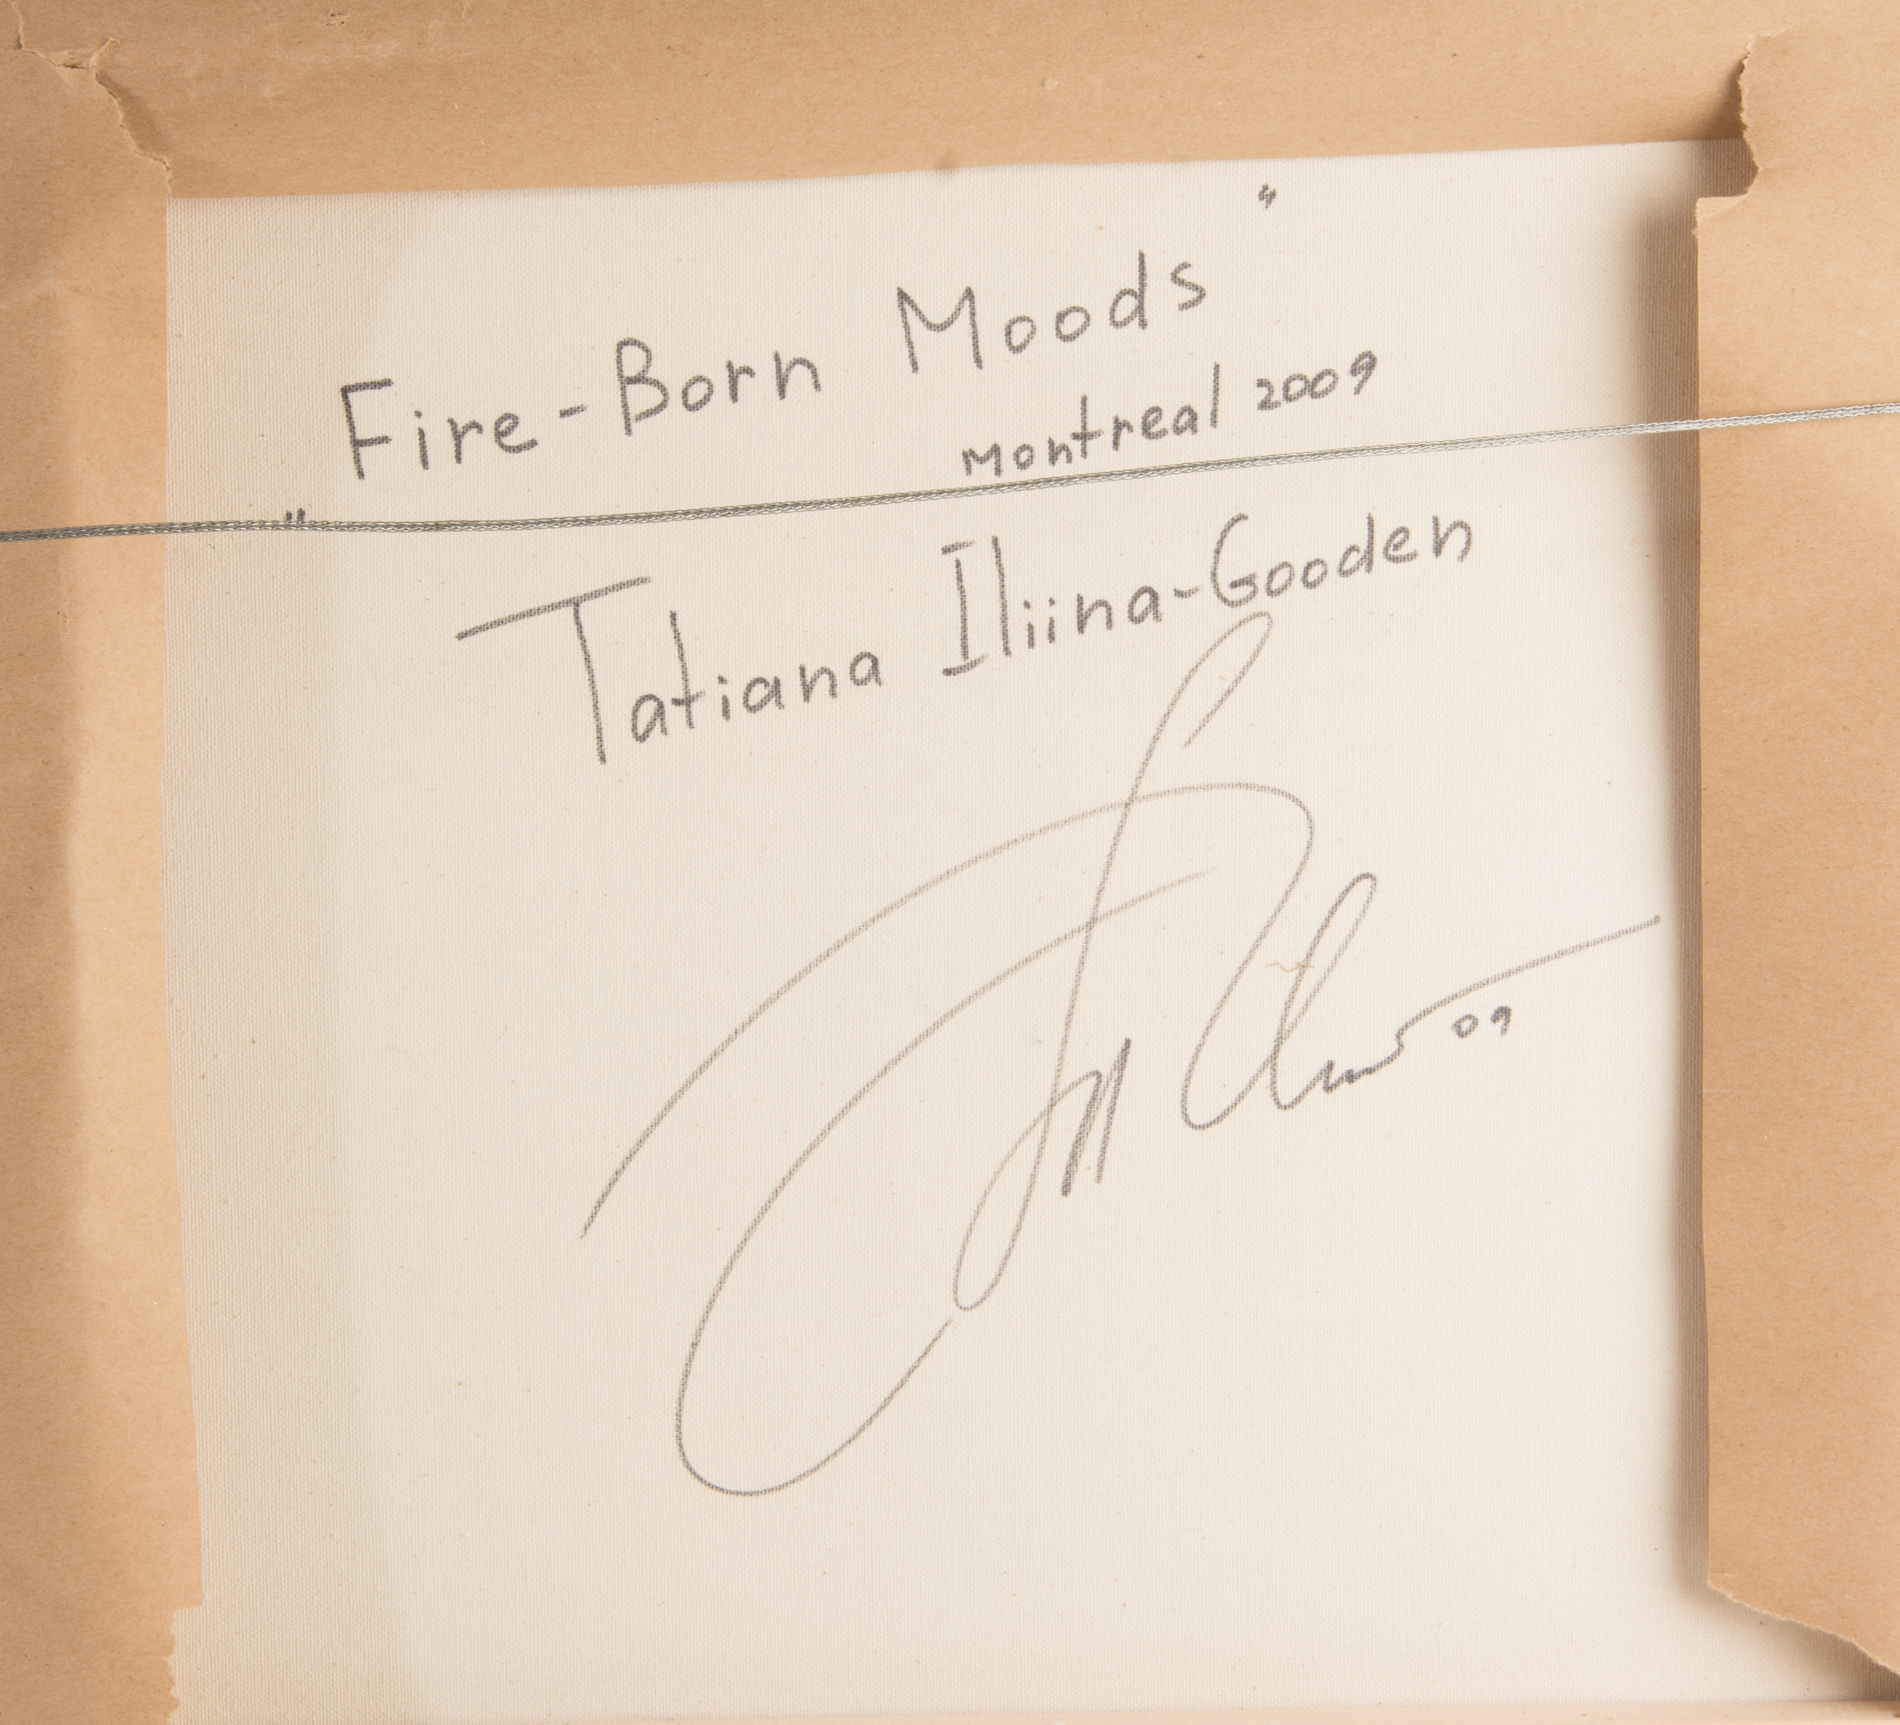 "Fire-Born Moods"
Montreal 2009
Tatiana Iliina-Gooden
09